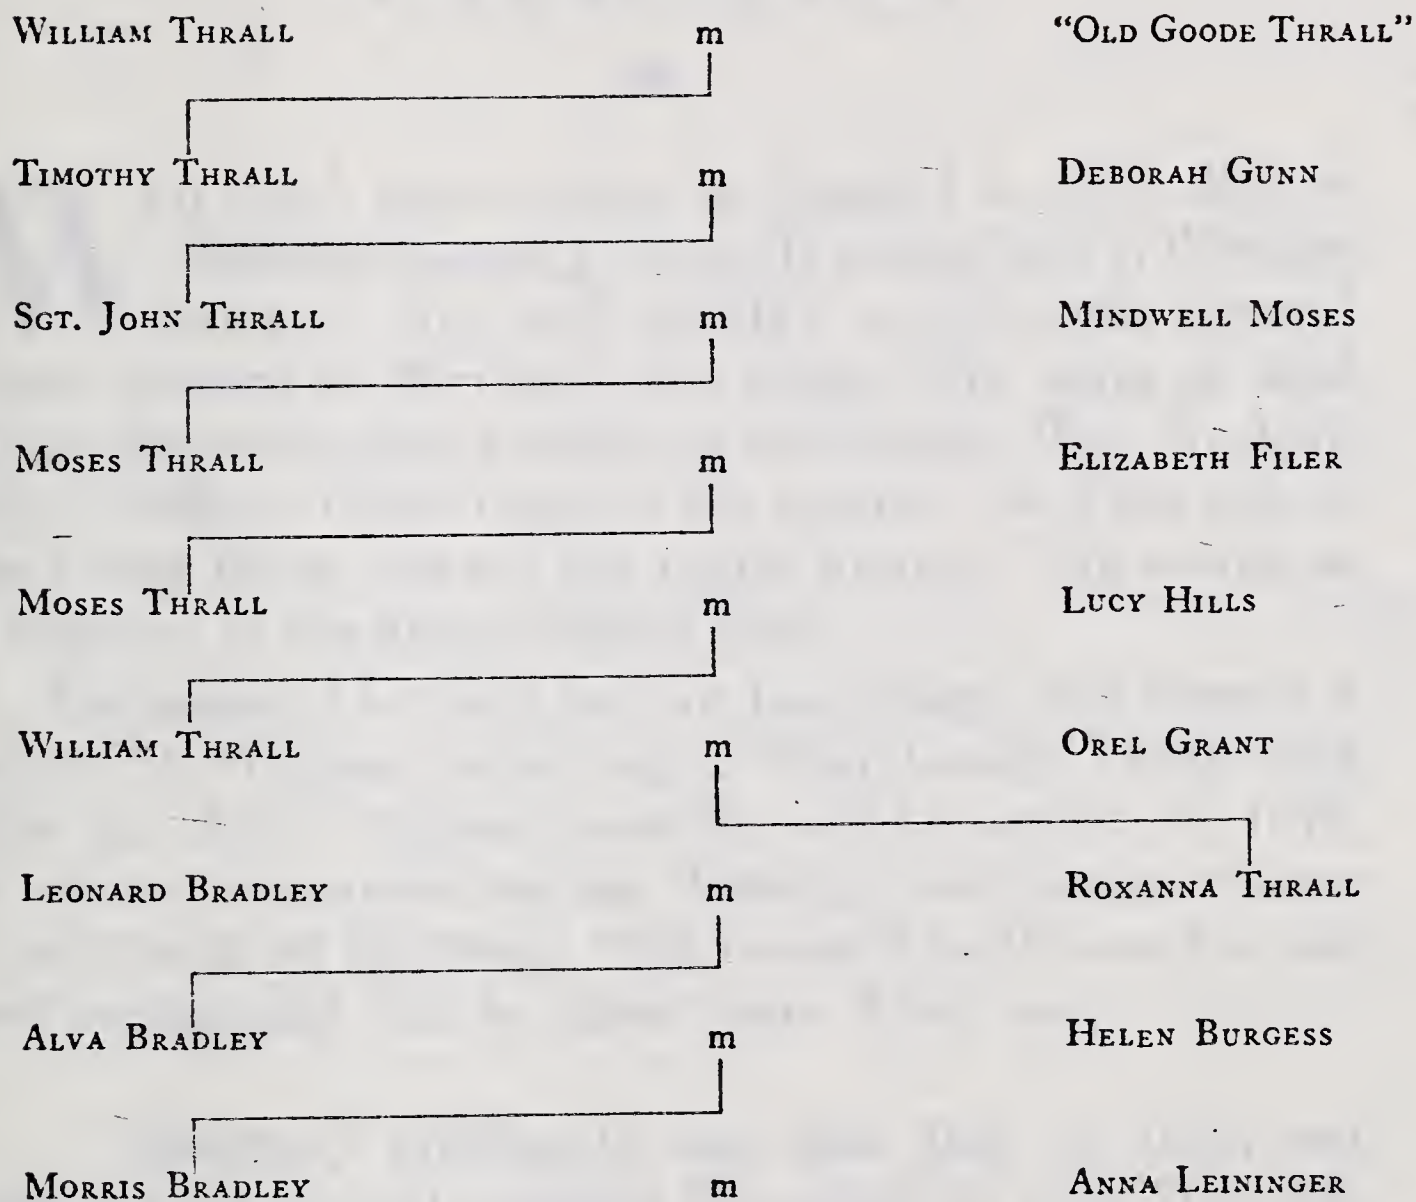 WILLIAM THRALL m "OLD GOODE THRALL"
TIMOTHY THRALL m DEBORAH GUNN
SGT. JOHN THRALL m MINDWELL MOSES
MOSES THRALL m ELIZABETH FILER
MOSES THRALL m LUCY HILLS
WILLIAM THRALL m OREL GRANT
LEONARD BRADLEY m ROXANNA THRALL
ALVA BRADLEY m HELEN BURGESS
MORRIS BRADLEY m ANNA LEININGER